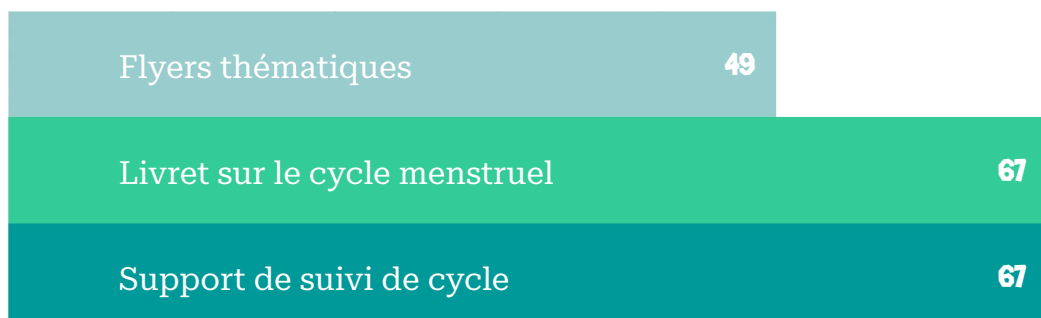 Flyers thématiques 49
Livret sur le cycle menstruel 67
Support de suivi de cycle 67